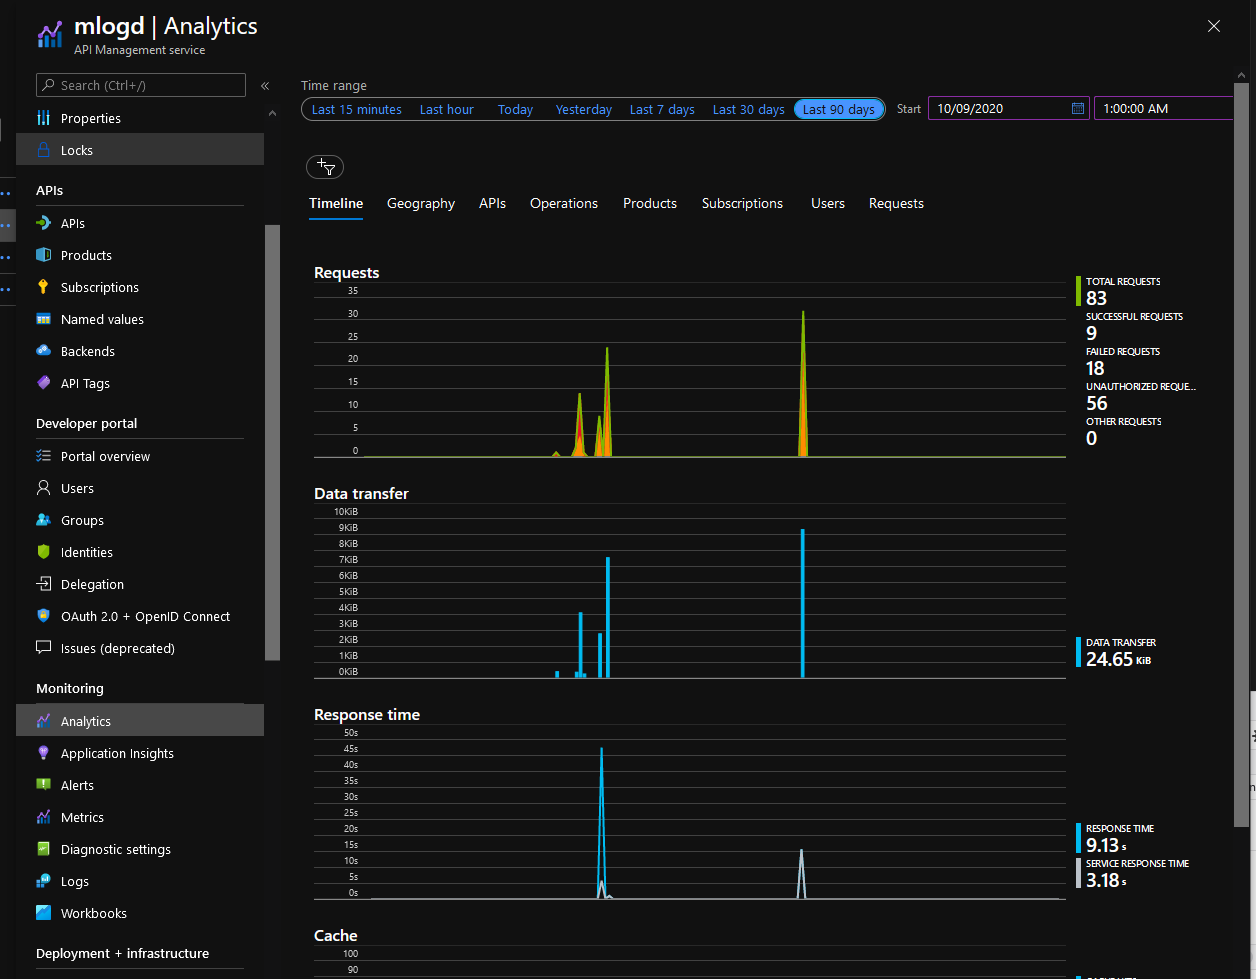 mlogd | Analytics
API Management service
Search (Ctrl+/)
«
Properties
Locks
APIs
APIs
Products
Subscriptions
Named values
Backends
API Tags
Developer portal
Portal overview
Users
Groups
Identities
Delegation
OAuth 2.0 + OpenID Connect
Issues (deprecated)
Monitoring
Analytics
Application Insights
Alerts
Metrics
Diagnostic settings
Logs
Workbooks
Deployment + infrastructure
Time range
Last 15 minutes Last hour Today Yesterday Last 7 days Last 30 days Last 90 days Start 10/09/2020 1:00:00 AM
Timeline Geography APIs Operations Products Subscriptions Users Requests
Requests
35
30
25
20
15
10
5
0
TOTAL REQUESTS
83
SUCCESSFUL REQUESTS
9
FAILED REQUESTS
18
UNAUTHORIZED REQUE...
56
OTHER REQUESTS
0
Data transfer
10KiB
9KiB
8KiB
7KiB
6KiB
5KiB
4KiB
3KiB
2KiB
1KiB
0KiB
DATA TRANSFER
24.65 KiB
Response time
50s
45s
40s
35s
30s
25s
20s
15s
10s
5s
0s
RESPONSE TIME
9.13 s
SERVICE RESPONSE TIME
3.18 s
Cache
100
90